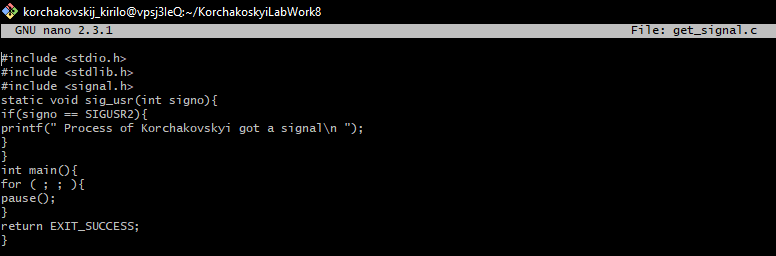 korchakovskij_kirilo@vpsj3leQ:~/KorchakoskyiLabWork8
GNU nano 2.3.1 File: get_signal.c
#include <stdio.h>
#include <stdlib.h>
#include <signal.h>
static void sig_usr(int signo){
if(signo == SIGUSR2){
printf(" Process of Korchakovskyi got a signal\n ");
}
}
int main(){
for ( ; ; ){
pause();
}
return EXIT_SUCCESS;
}